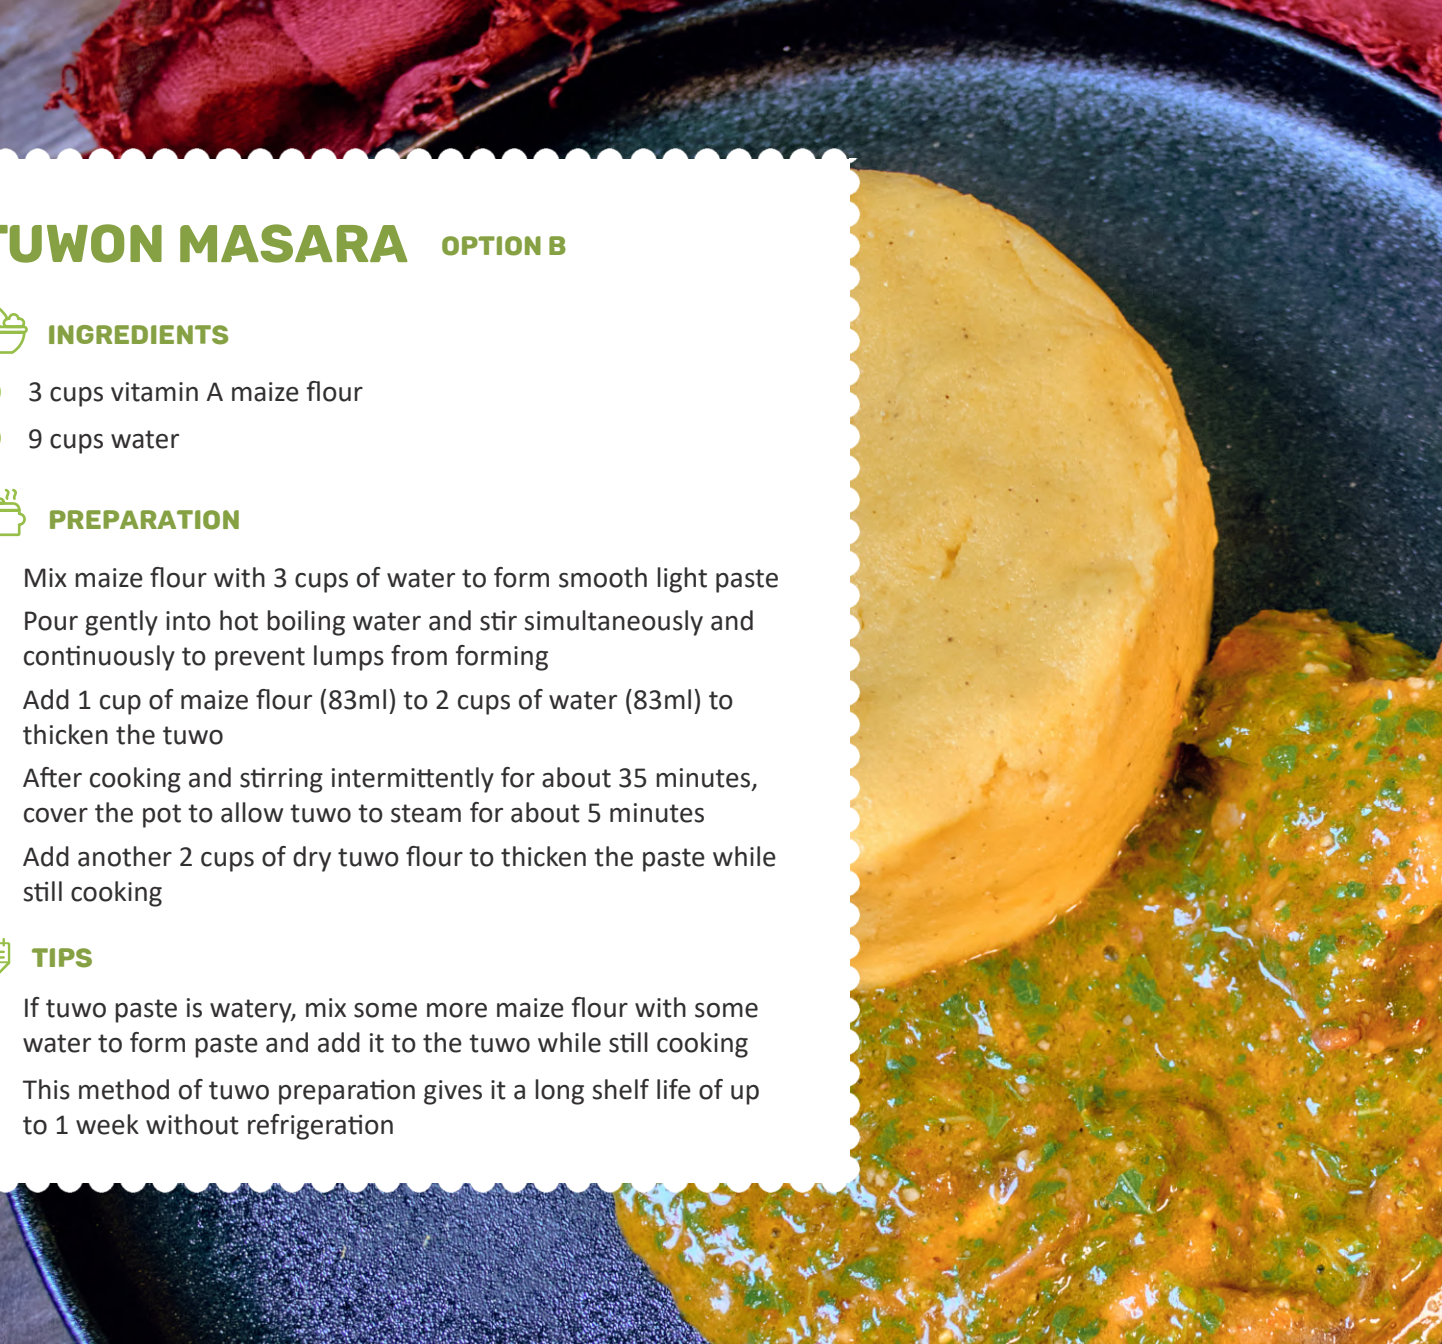 TUWON MASARA OPTION B
INGREDIENTS
3 cups vitamin A maize flour
9 cups water
PREPARATION
Mix maize flour with 3 cups of water to form smooth light paste
Pour gently into hot boiling water and stir simultaneously and
continuously to prevent lumps from forming
Add 1 cup of maize flour (83ml) to 2 cups of water (83ml) to
thicken the tuwo
After cooking and stirring intermittently for about 35 minutes,
cover the pot to allow tuwo to steam for about 5 minutes
Add another 2 cups of dry tuwo flour to thicken the paste while
still cooking
TIPS
If tuwo paste is watery, mix some more maize flour with some
water to form paste and add it to the tuwo while still cooking
This method of tuwo preparation gives it a long shelf life of up
to 1 week without refrigeration